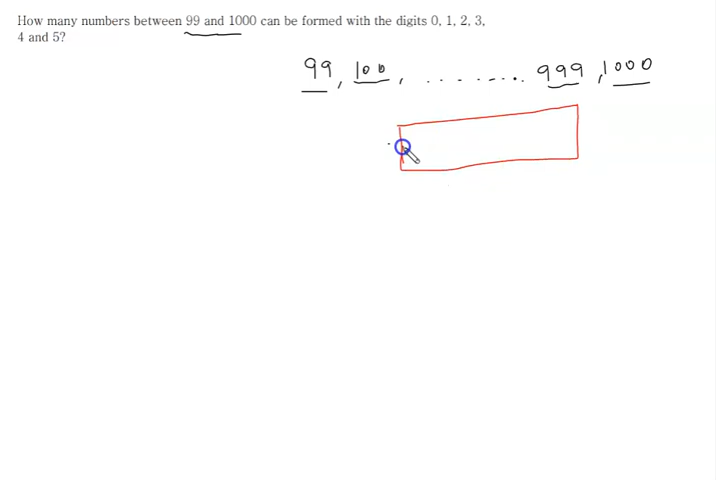 How many numbers between 99 and 1000 can be formed with the digits 0, 1, 2, 3,
4 and 5?
99, 100, ........ 999, 1000